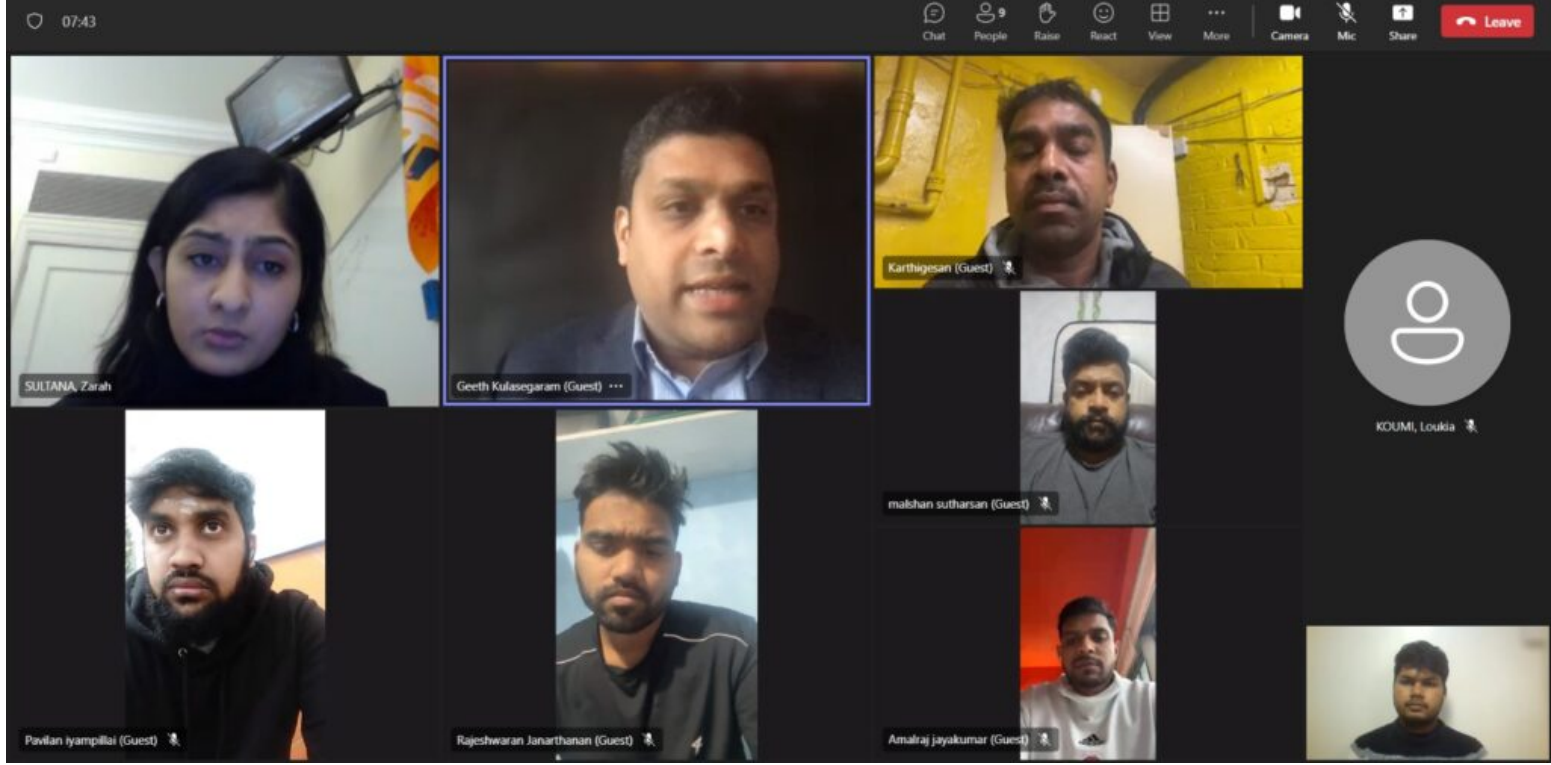 07:43
9
Chat
People
Raise
React
View
More
Camera
Mic
Share
Leave
SULTANA, Zarah
Geeth Kulasegaram (Guest) •••
Karthigesan (Guest)
malshan sutharsan (Guest)
KOUMI, Loukia
Pavilan iyampillai (Guest)
Rajeshwaran Janarthanan (Guest)
Amalraj jayakumar (Guest)